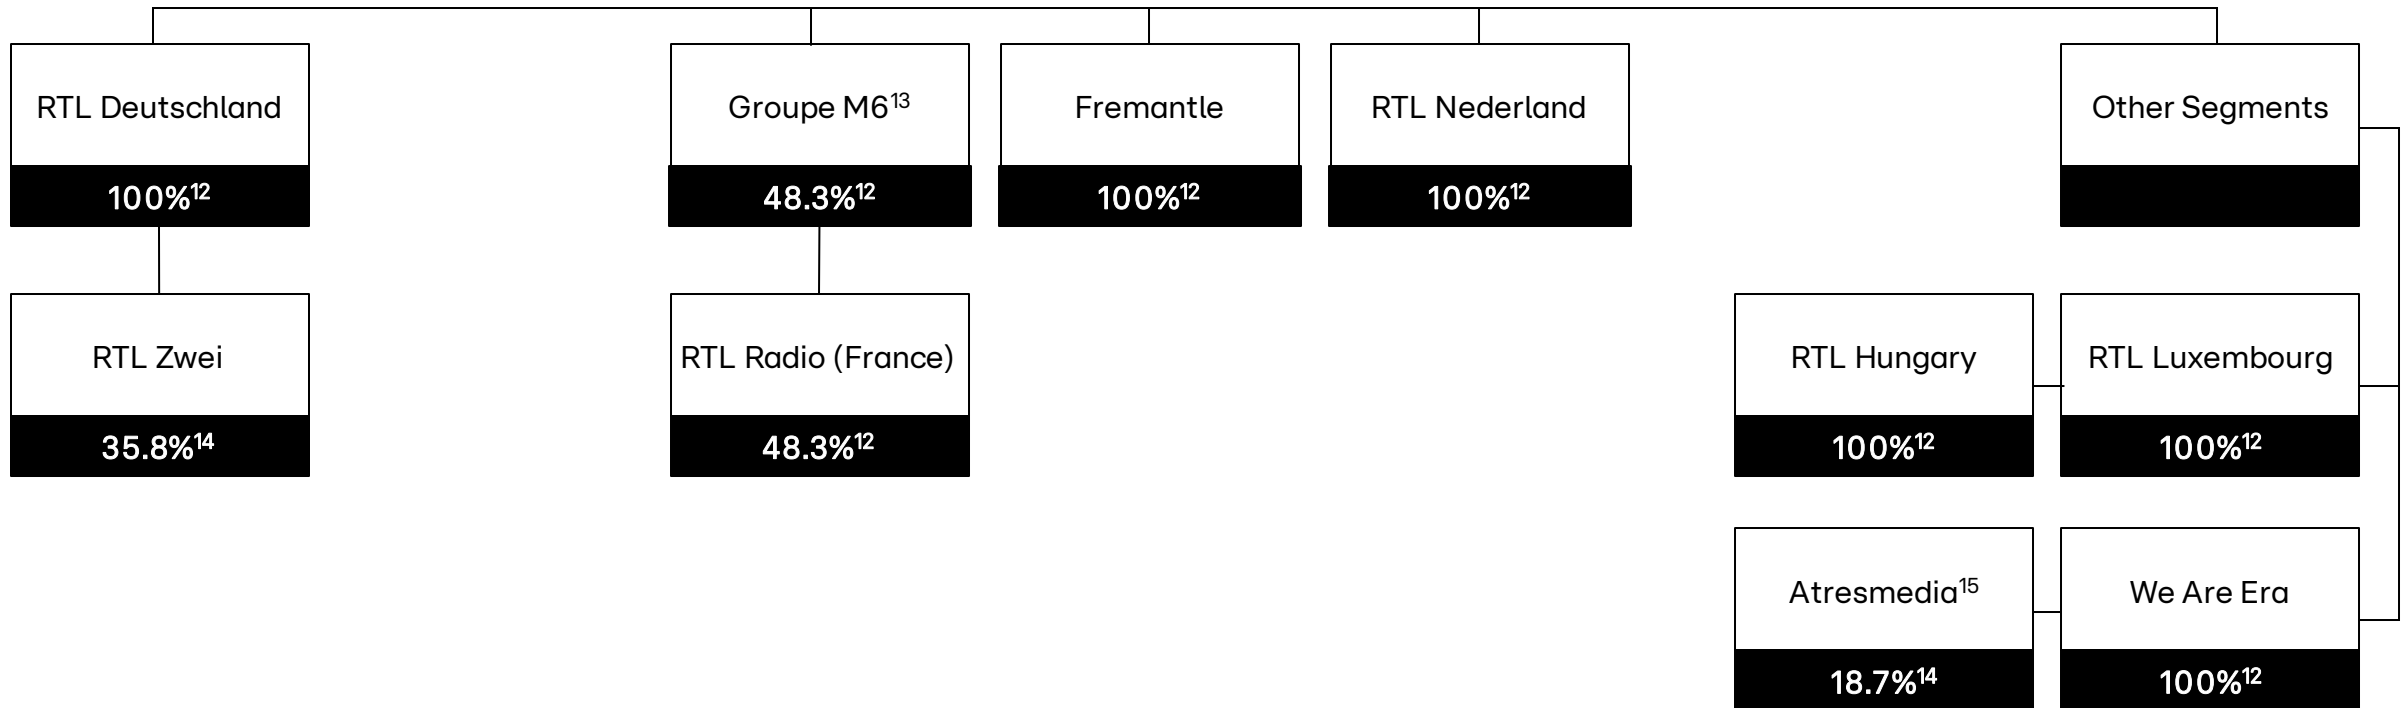 RTL Deutschland
100%¹²
Groupe M6¹³
48.3%¹²
Fremantle
100%¹²
RTL Nederland
100%¹²
Other Segments
RTL Zwei
35.8%¹⁴
RTL Radio (France)
48.3%¹²
RTL Hungary
100%¹²
RTL Luxembourg
100%¹²
Atresmedia¹⁵
18.7%¹⁴
We Are Era
100%¹²